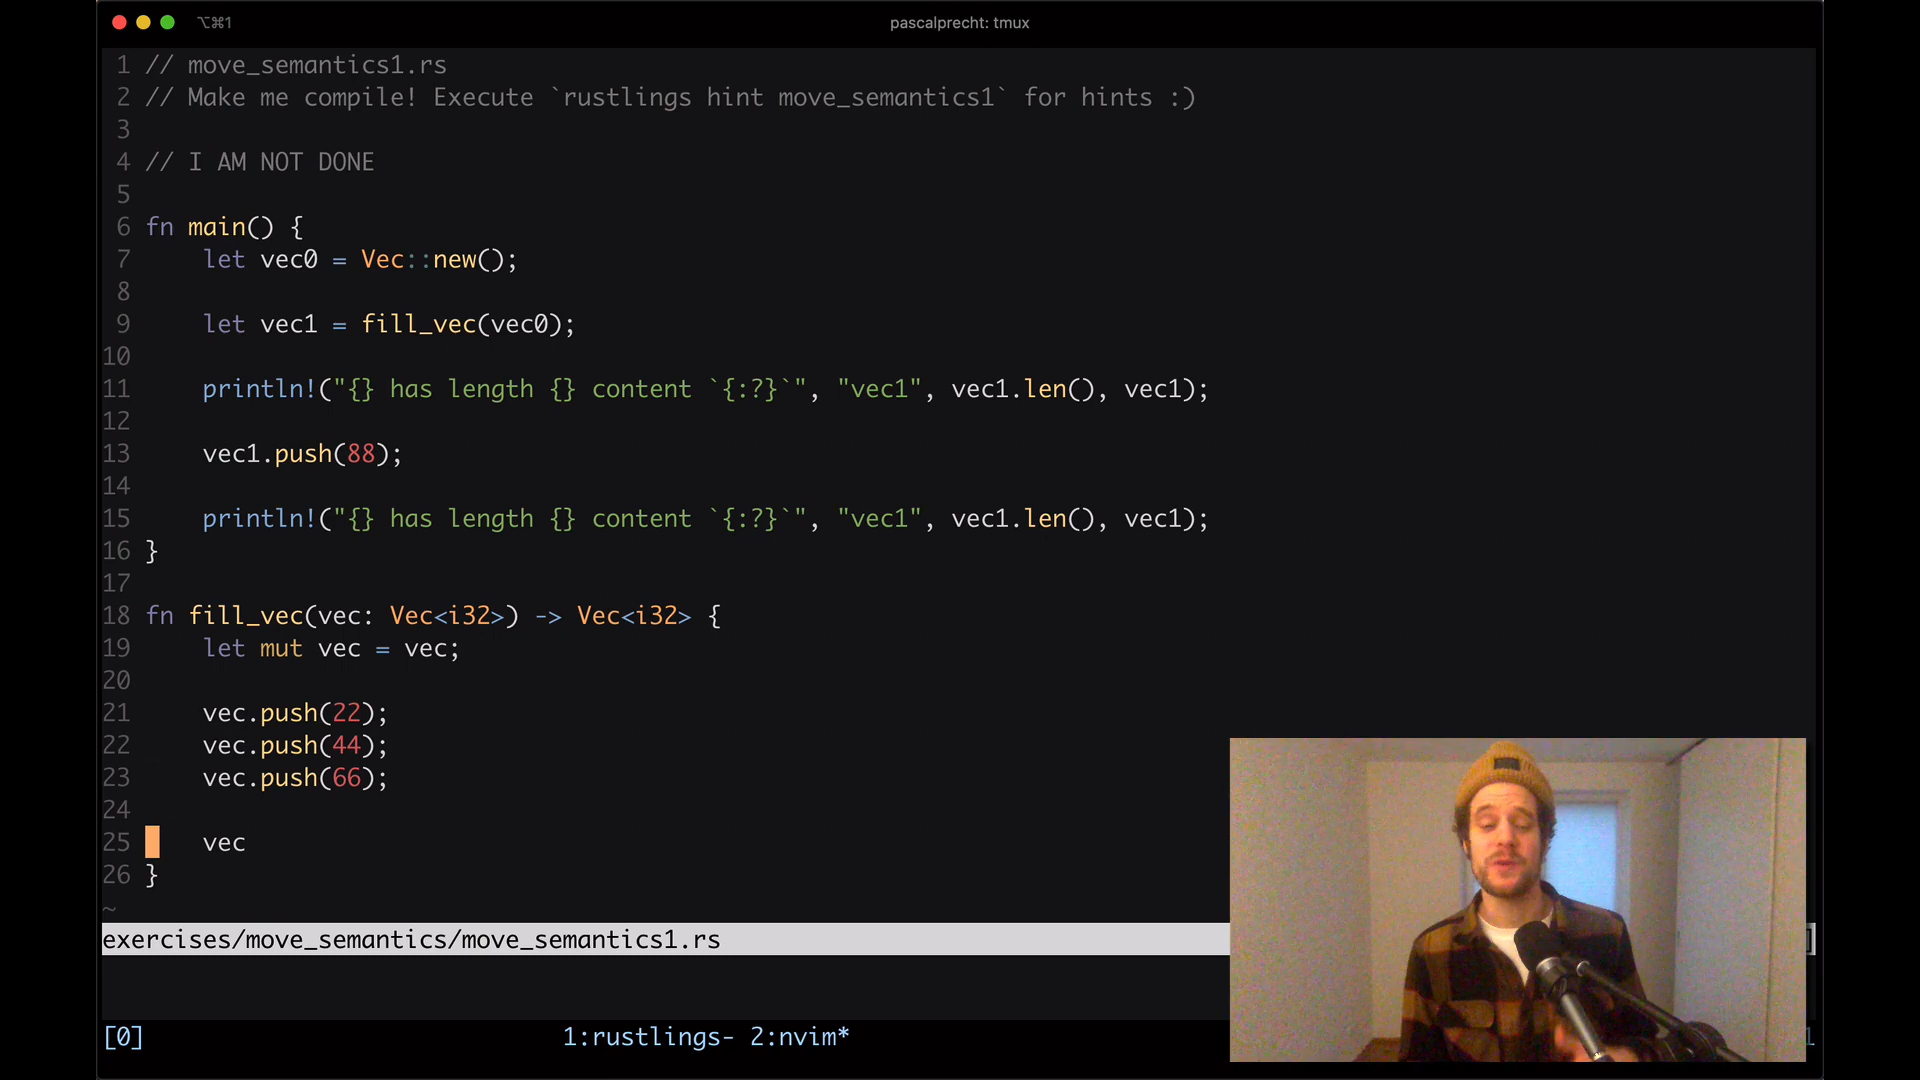 ⌥⌘1
pascalprecht: tmux
1 // move_semantics1.rs
2 // Make me compile! Execute `rustlings hint move_semantics1` for hints :)
3
4 // I AM NOT DONE
5
6 fn main() {
7     let vec0 = Vec::new();
8
9     let vec1 = fill_vec(vec0);
10
11     println!("{} has length {} content `{:?}`", "vec1", vec1.len(), vec1);
12
13     vec1.push(88);
14
15     println!("{} has length {} content `{:?}`", "vec1", vec1.len(), vec1);
16 }
17
18 fn fill_vec(vec: Vec<i32>) -> Vec<i32> {
19     let mut vec = vec;
20
21     vec.push(22);
22     vec.push(44);
23     vec.push(66);
24
25     vec
26 }
~
exercises/move_semantics/move_semantics1.rs
[0] 1:rustlings- 2:nvim*